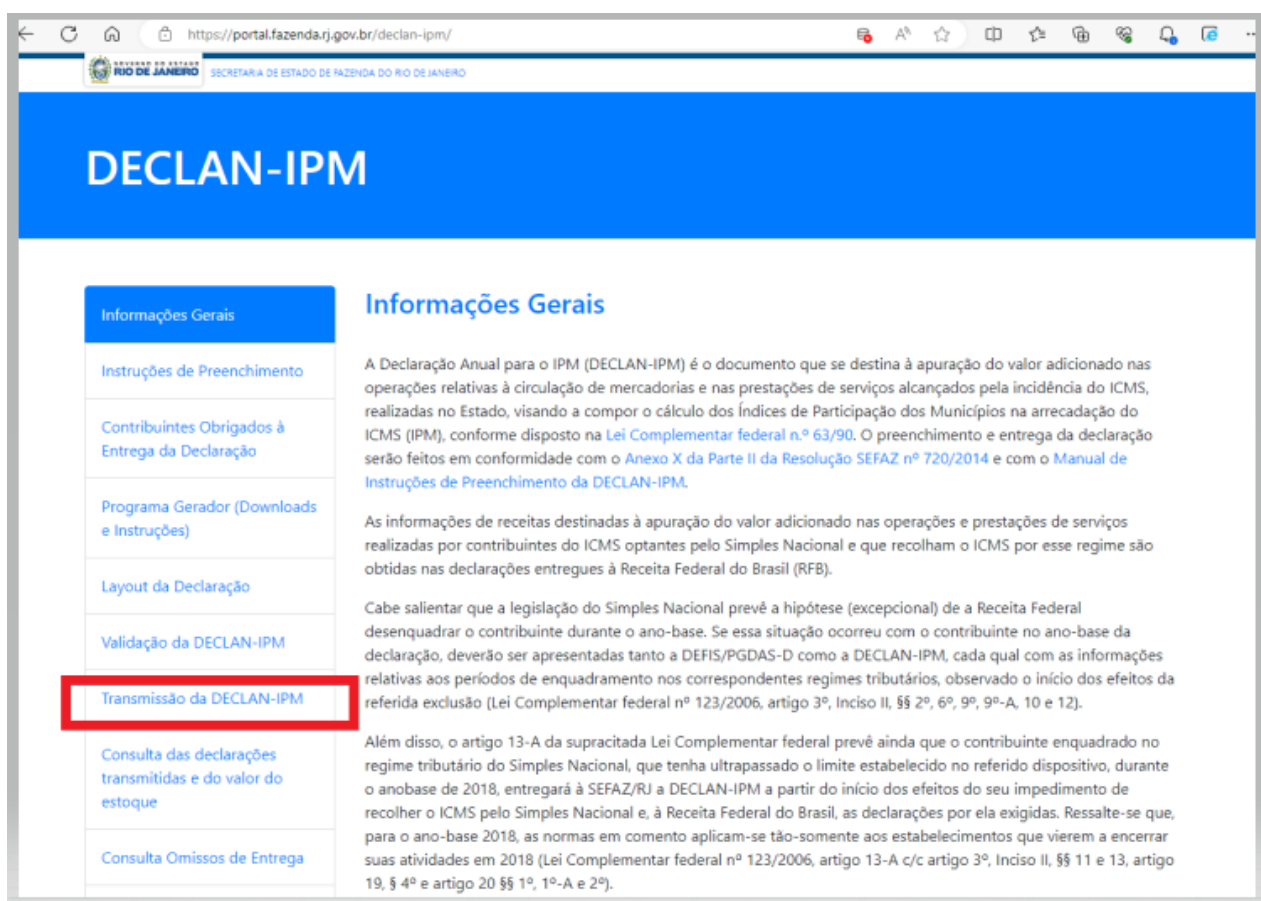 https://portal.fazenda.rj.gov.br/declan-ipm/
GOVERNO DO ESTADO
RIO DE JANEIRO
SECRETARIA DE ESTADO DE FAZENDA DO RIO DE JANEIRO
DECLAN-IPM
Informações Gerais
Instruções de Preenchimento
Contribuintes Obrigados à
Entrega da Declaração
Programa Gerador (Downloads
e Instruções)
Layout da Declaração
Validação da DECLAN-IPM
Transmissão da DECLAN-IPM
Consulta das declarações
transmitidas e do valor do
estoque
Consulta Omissos de Entrega
Informações Gerais
A Declaração Anual para o IPM (DECLAN-IPM) é o documento que se destina à apuração do valor adicionado nas
operações relativas à circulação de mercadorias e nas prestações de serviços alcançados pela incidência do ICMS,
realizadas no Estado, visando a compor o cálculo dos Índices de Participação dos Municípios na arrecadação do
ICMS (IPM), conforme disposto na Lei Complementar federal n.º 63/90. O preenchimento e entrega da declaração
serão feitos em conformidade com o Anexo X da Parte II da Resolução SEFAZ nº 720/2014 e com o Manual de
Instruções de Preenchimento da DECLAN-IPM.
As informações de receitas destinadas à apuração do valor adicionado nas operações e prestações de serviços
realizadas por contribuintes do ICMS optantes pelo Simples Nacional e que recolham o ICMS por esse regime são
obtidas nas declarações entregues à Receita Federal do Brasil (RFB).
Cabe salientar que a legislação do Simples Nacional prevê a hipótese (excepcional) de a Receita Federal
desenquadrar o contribuinte durante o ano-base. Se essa situação ocorreu com o contribuinte no ano-base da
declaração, deverão ser apresentadas tanto a DEFIS/PGDAS-D como a DECLAN-IPM, cada qual com as informações
relativas aos períodos de enquadramento nos correspondentes regimes tributários, observado o início dos efeitos da
referida exclusão (Lei Complementar federal nº 123/2006, artigo 3º, Inciso II, §§ 2º, 6º, 9º, 9º-A, 10 e 12).
Além disso, o artigo 13-A da supracitada Lei Complementar federal prevê ainda que o contribuinte enquadrado no
regime tributário do Simples Nacional, que tenha ultrapassado o limite estabelecido no referido dispositivo, durante
o anobase de 2018, entregará à SEFAZ/RJ a DECLAN-IPM a partir do início dos efeitos do seu impedimento de
recolher o ICMS pelo Simples Nacional e, à Receita Federal do Brasil, as declarações por ela exigidas. Ressalte-se que,
para o ano-base 2018, as normas em comento aplicam-se tão-somente aos estabelecimentos que vierem a encerrar
suas atividades em 2018 (Lei Complementar federal nº 123/2006, artigo 13-A c/c artigo 3º, Inciso II, §§ 11 e 13, artigo
19, § 4º e artigo 20 §§ 1º, 1º-A e 2º).